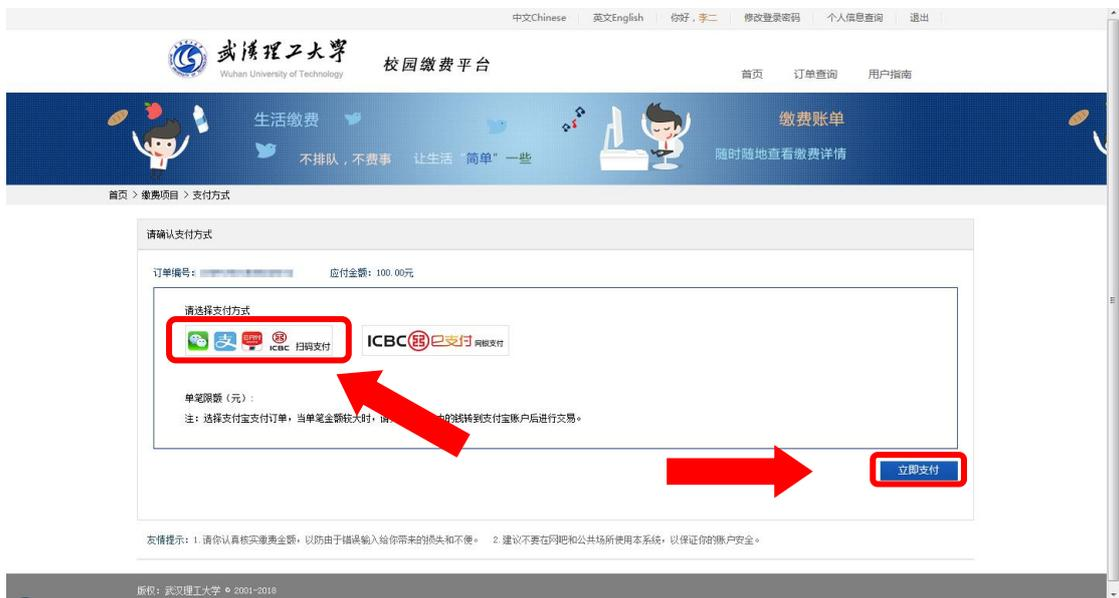 中文Chinese 英文English 你好，李二 修改登录密码 个人信息查询 退出
武漢理工大學 校园缴费平台
Wuhan University of Technology
首页 订单查询 用户指南
生活缴费 缴费账单
不排队，不费事 让生活“简单”一些 随时随地查看缴费详情
首页 > 缴费项目 > 支付方式
请确认支付方式
订单编号： 应付金额：100.00元
请选择支付方式
支 ICBC 扫码支付 ICBC e支付 网银支付
单笔限额（元）：
注：选择支付宝支付订单，当单笔金额较大时，请 的钱转到支付宝账户后进行交易。
立即支付
友情提示：1.请你认真核实缴费金额，以防由于错误输入给你带来的损失和不便。 2.建议不要在网吧和公共场所使用本系统，以保证你的账户安全。
版权：武汉理工大学 © 2001-2018